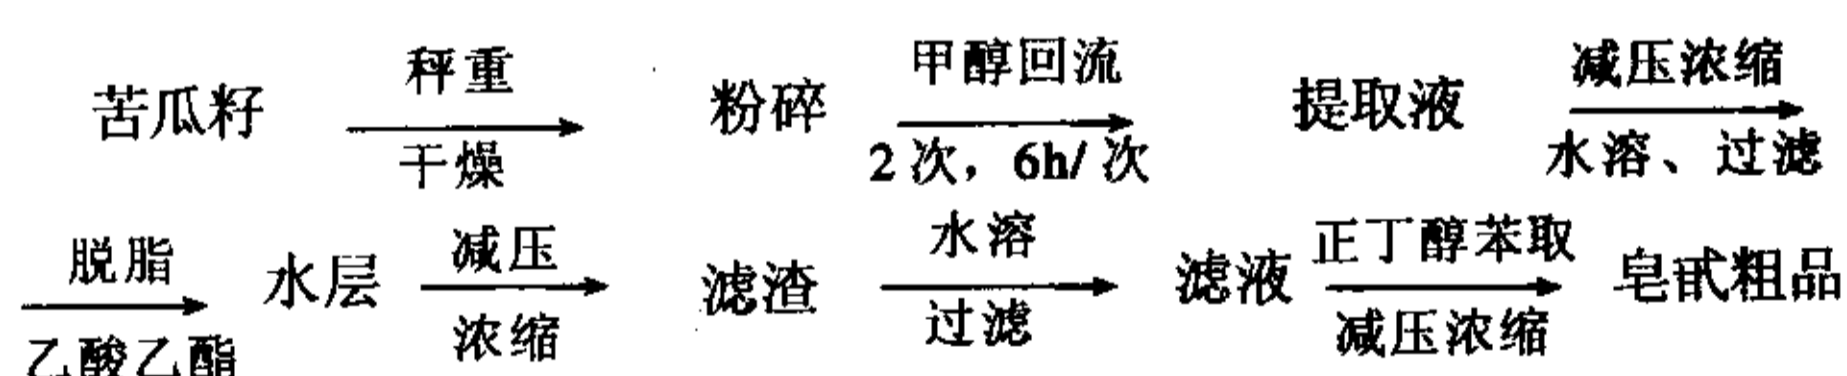 苦瓜籽 秤重 干燥 粉碎 甲醇回流 2次，6h/次 提取液 减压浓缩 水溶、过滤
脱脂 乙酸乙酯 水层 减压 浓缩 滤渣 水溶 过滤 滤液 正丁醇苯取 减压浓缩 皂甙粗品